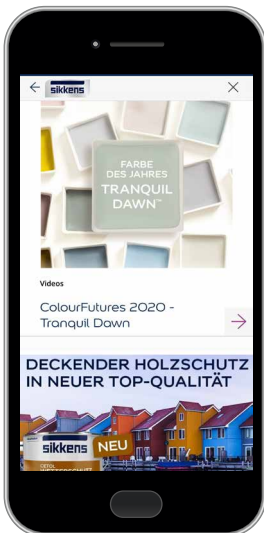 sikkens
FARBE
DES JAHRES
TRANQUIL
DAWN™
Videos
ColourFutures 2020 -
Tranquil Dawn
DECKENDER HOLZSCHUTZ
IN NEUER TOP-QUALITÄT
sikkens
NEU
CETOL
WETTERSCHUTZ